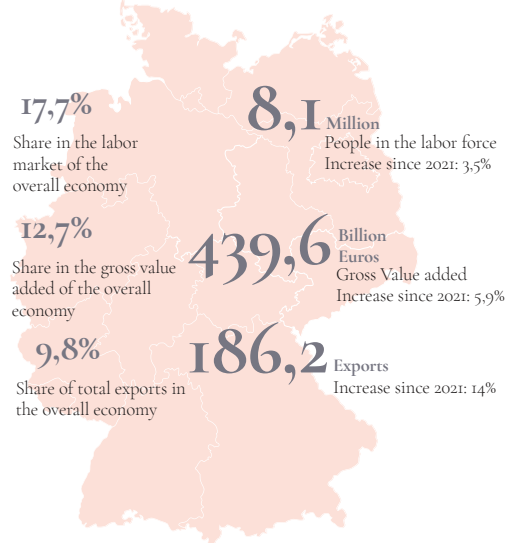 17,7%
Share in the labor
market of the
overall economy
8,1 Million
People in the labor force
Increase since 2021: 3,5%
12,7%
Share in the gross value
added of the overall
economy
439,6 Billion
Euros
Gross Value added
Increase since 2021: 5,9%
9,8%
Share of total exports in
the overall economy
186,2 Exports
Increase since 2021: 14%